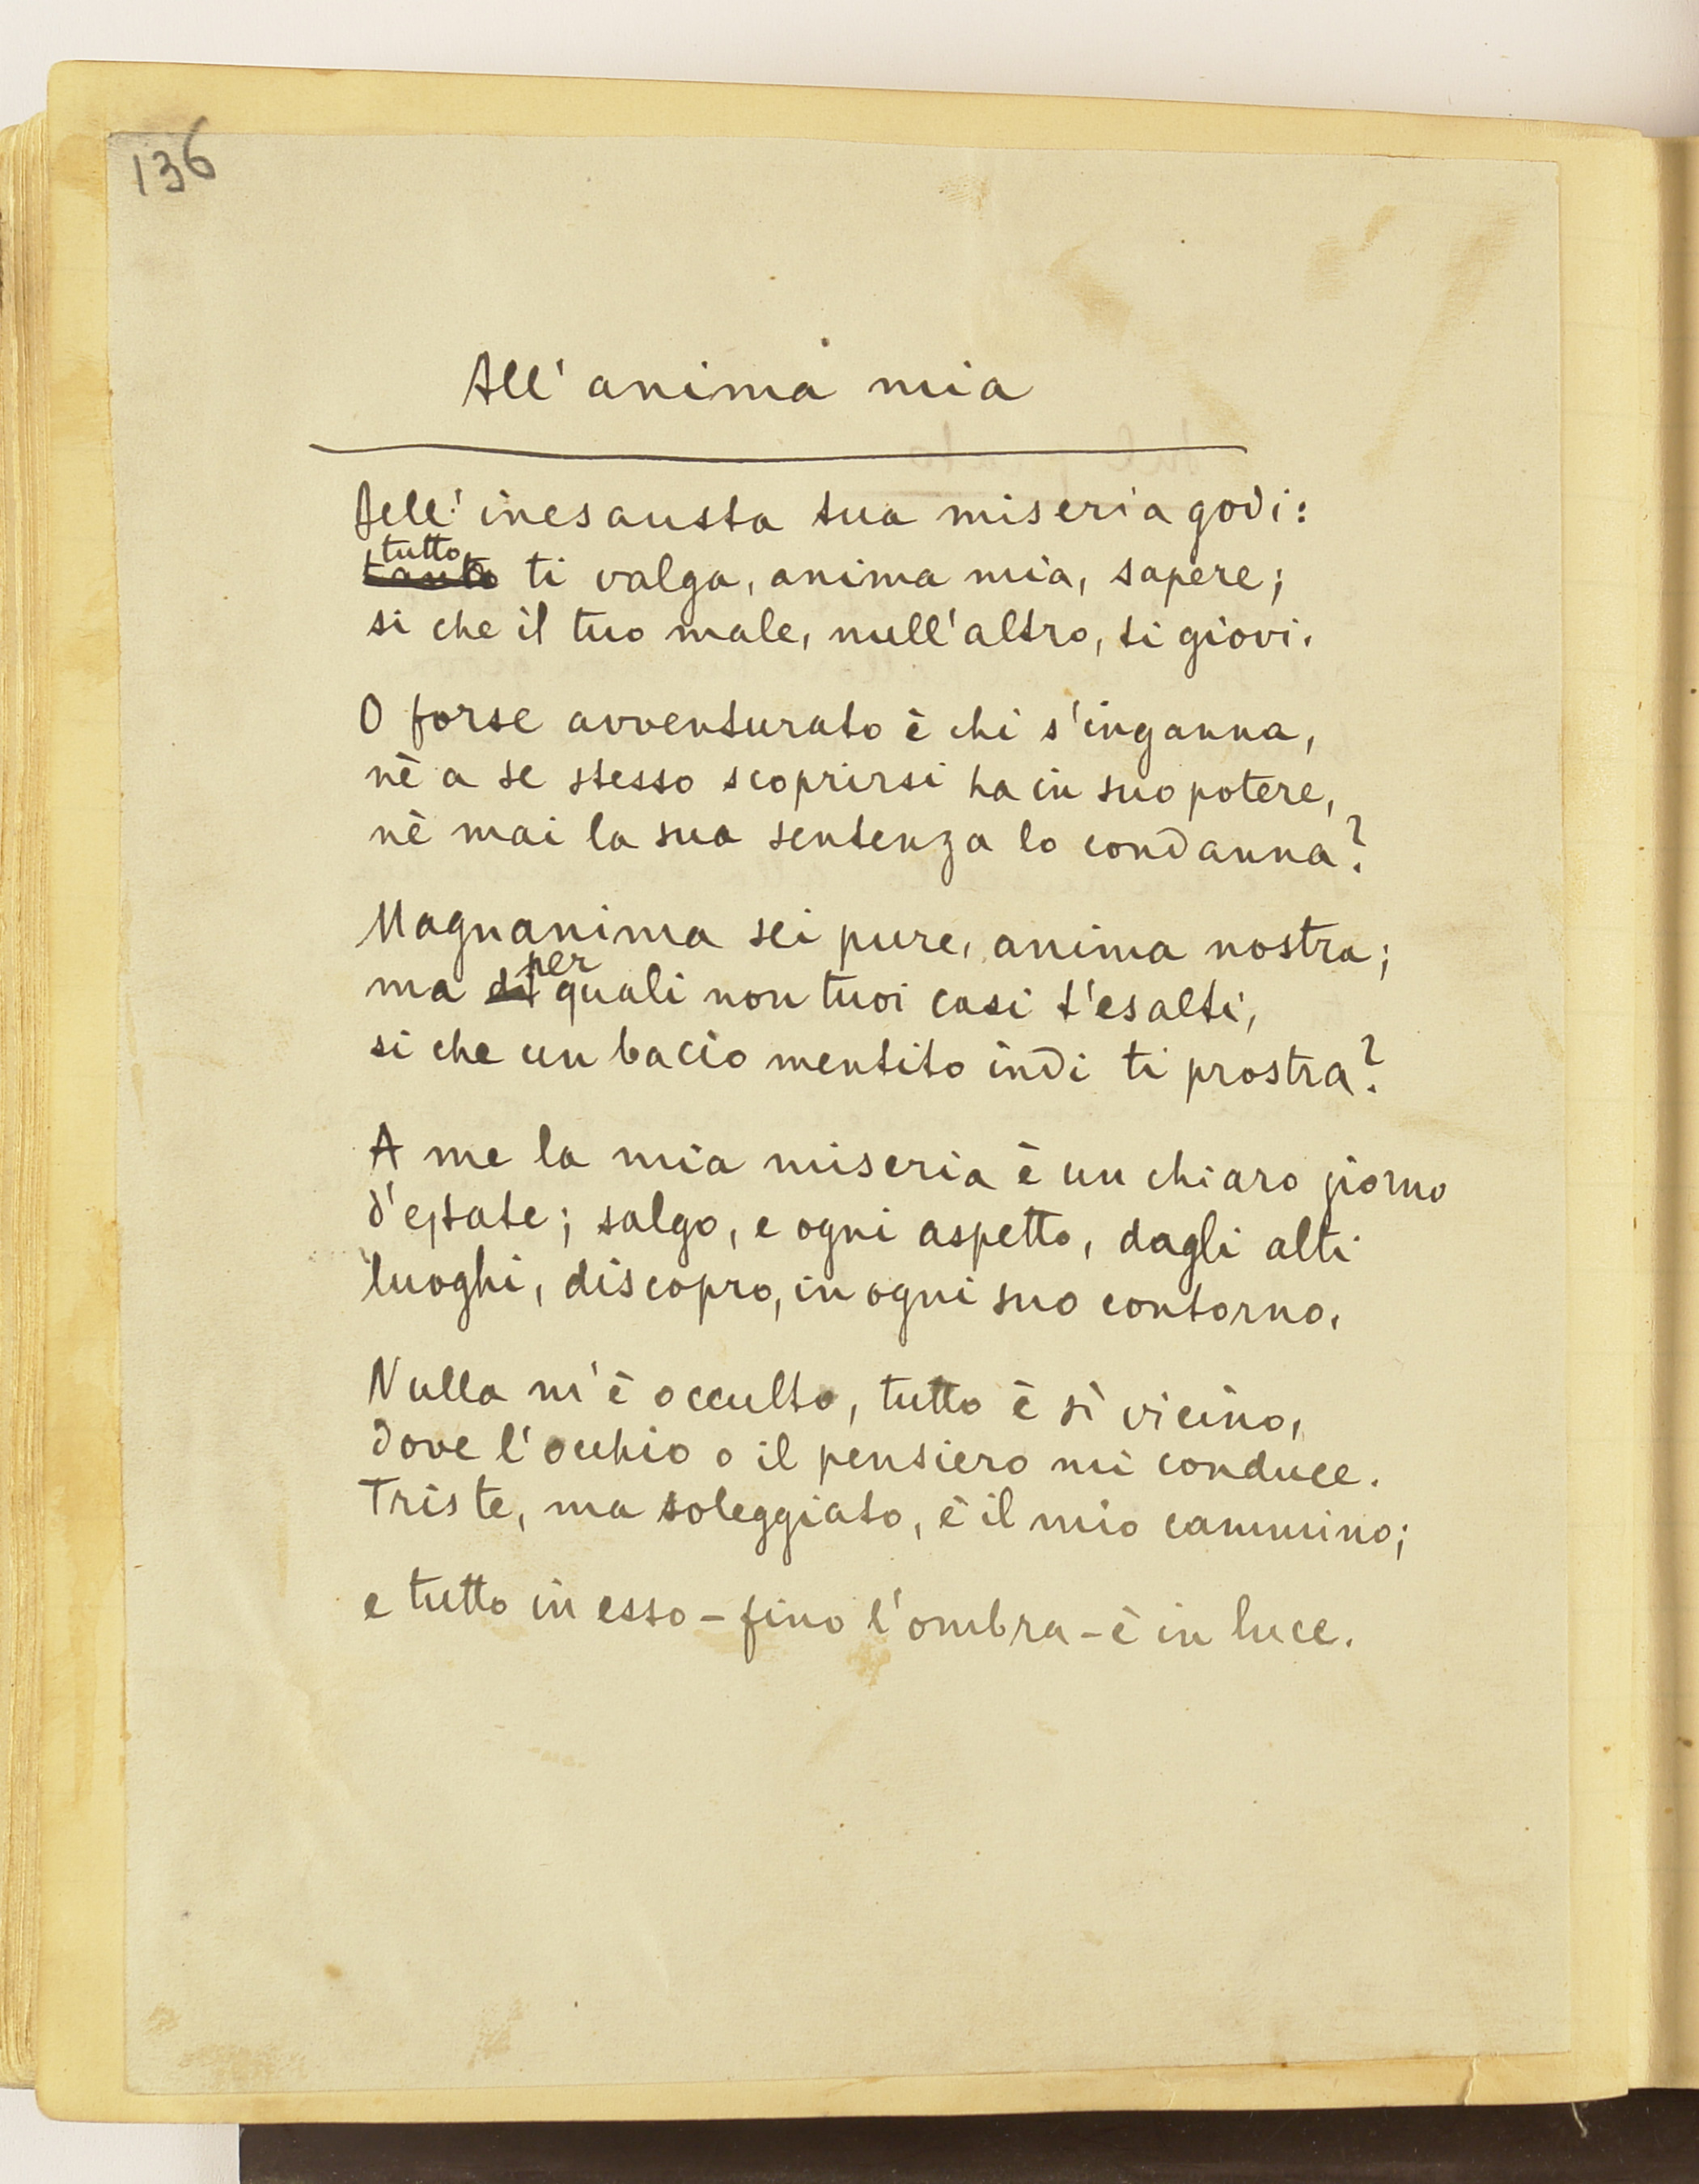 136
All' anima mia
Dell' inesausta tua miseria godi:
tutto
tanto ti valga, anima mia, sapere;
si che il tuo male, null'altro, ti giovi.
O forse avventurato è chi s'inganna,
nè a se stesso scoprirsi ha in suo potere,
nè mai la sua sentenza lo condanna?
Magnanima sei pure, anima nostra;
per
ma di quali non tuoi casi t'esalti,
si che un bacio mentito indi ti prostra?
A me la mia miseria è un chiaro giorno
d'estate; salgo, e ogni aspetto, dagli alti
luoghi, discopro, in ogni suo contorno.
Nulla m'è occulto, tutto è sì vicino,
dove l'occhio o il pensiero mi conduce.
Triste, ma soleggiato, è il mio cammino;
e tutto in esso – fino l'ombra – è in luce.